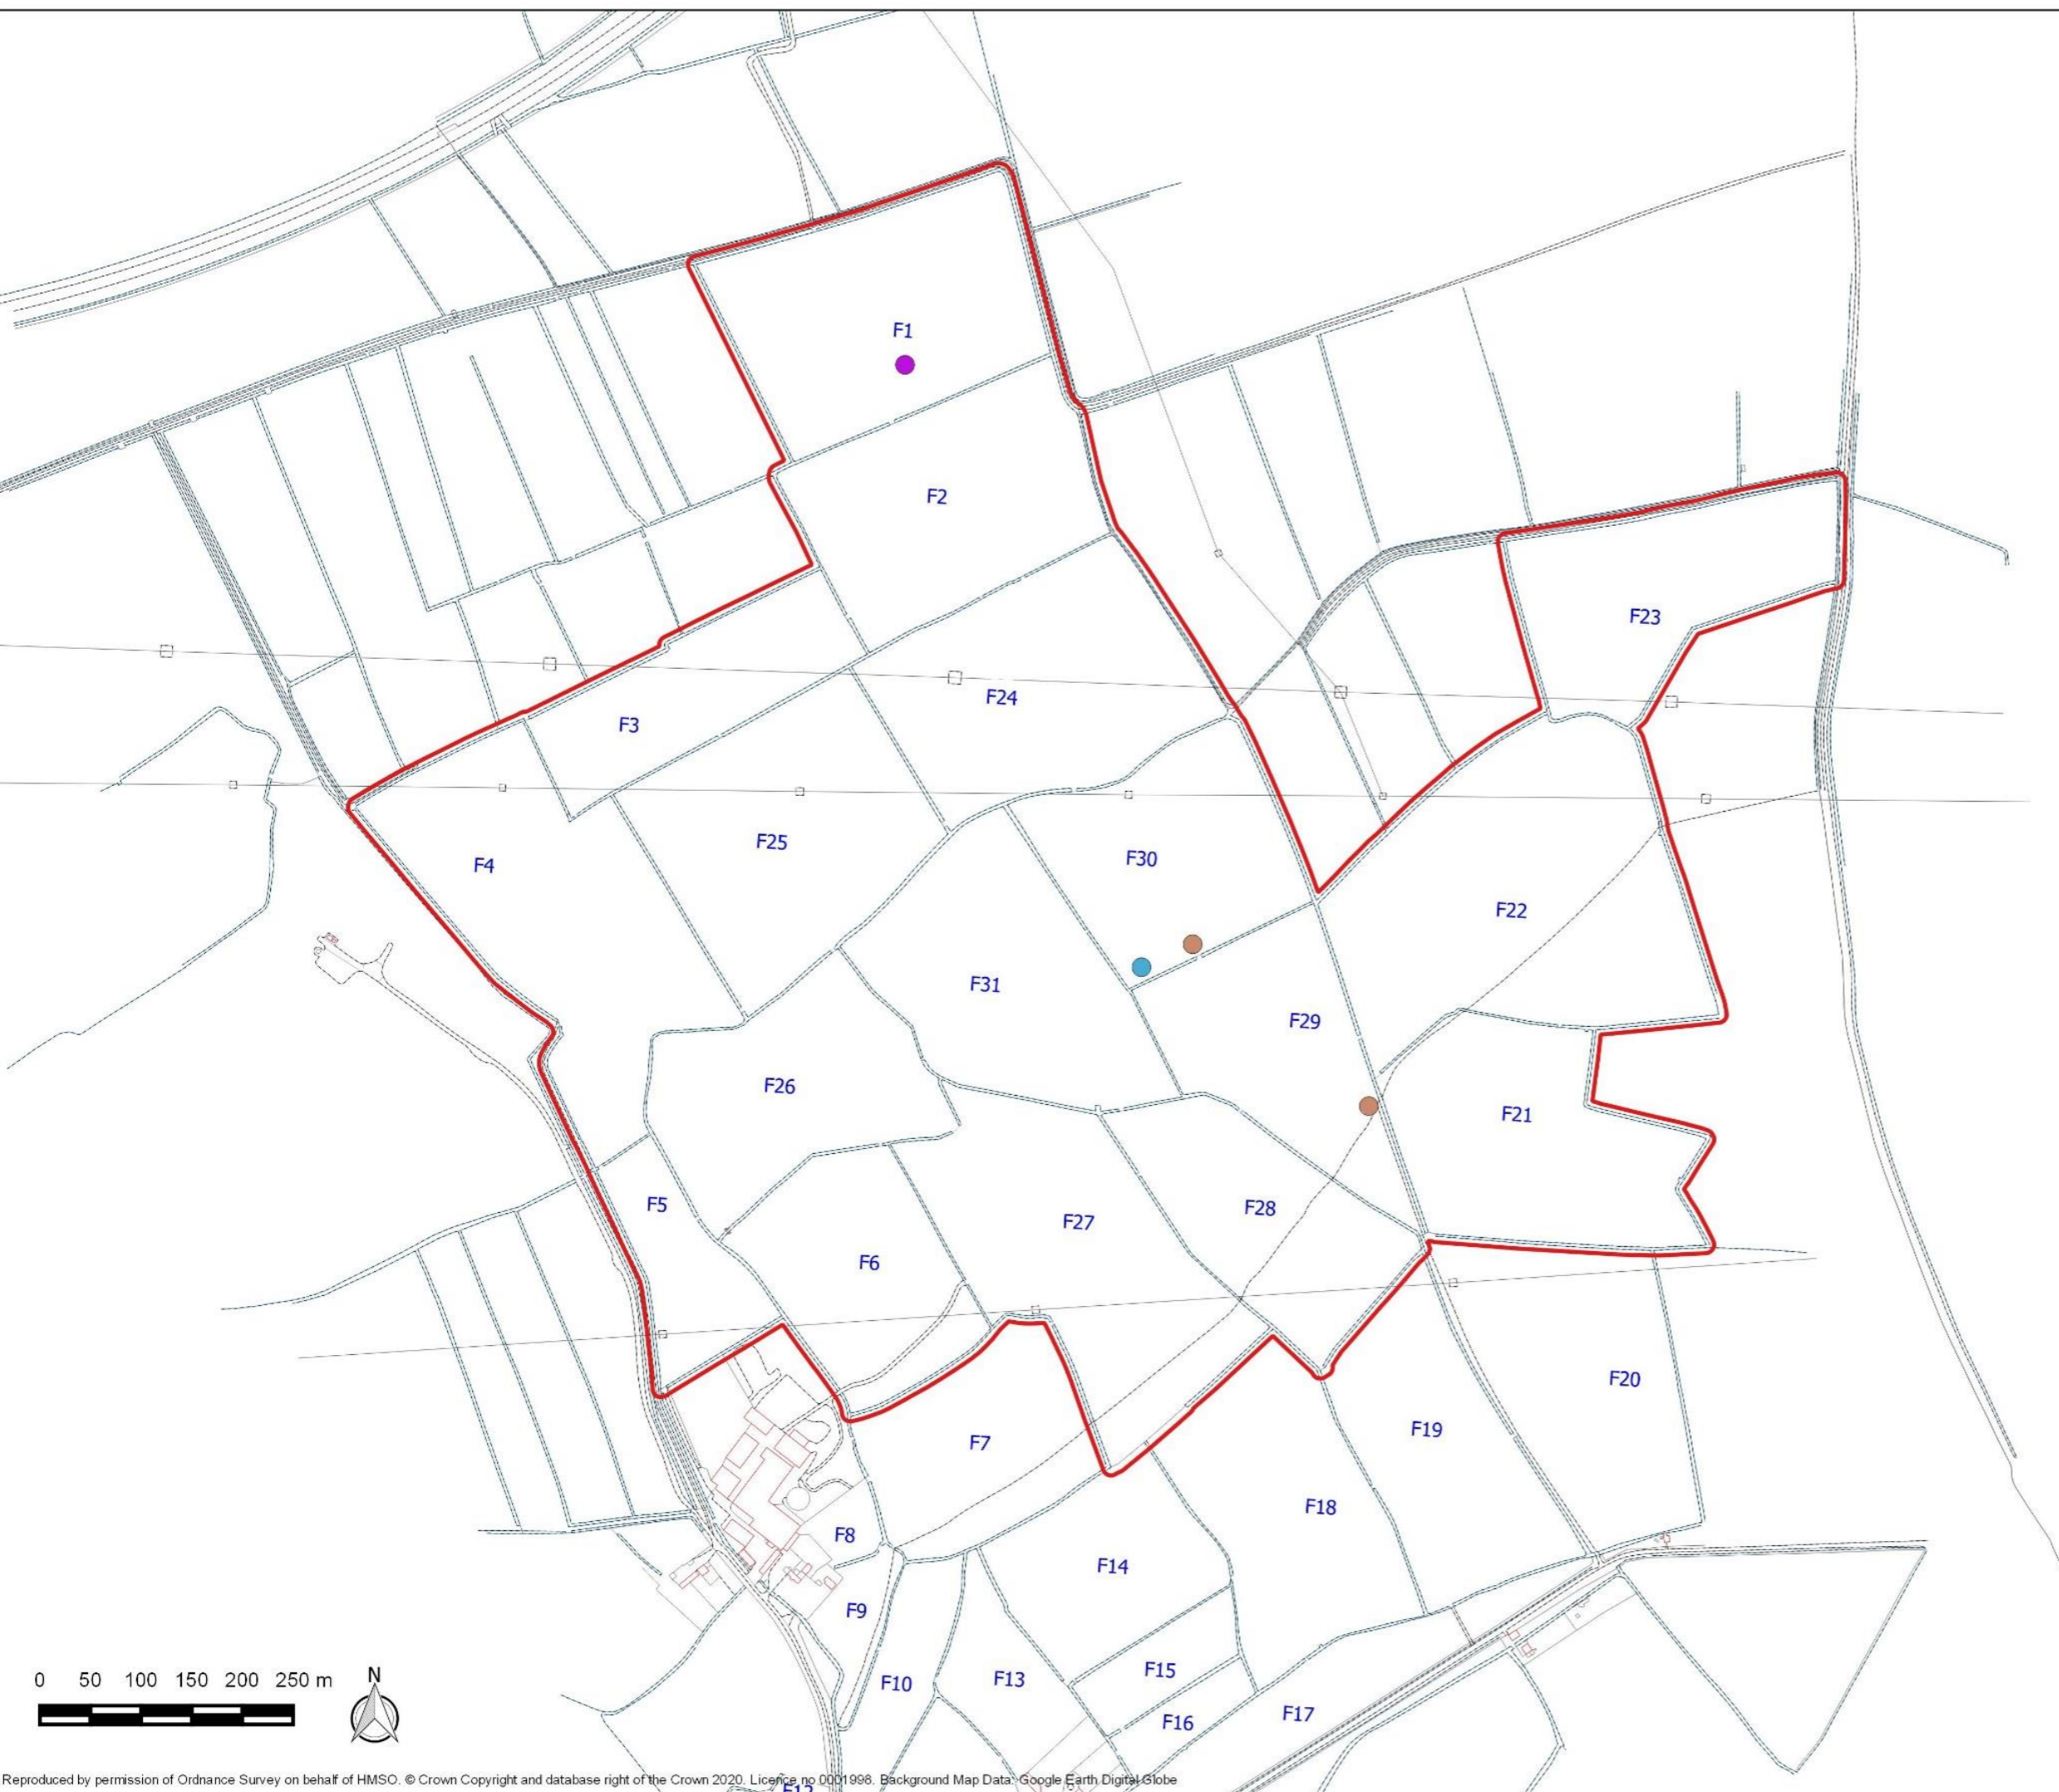 F1
F2
F23
F24
F3
F25
F4
F30
F22
F31
F29
F26
F21
F5
F28
F27
F6
F20
F19
F7
F18
F8
F14
F9
F15
F13
F10
F17
F16
0 50 100 150 200 250 m
N
Reproduced by permission of Ordnance Survey on behalf of HMSO. © Crown Copyright and database right of the Crown 2020. Licence no 0001998. Background Map Data: Google Earth Digital Globe
F12